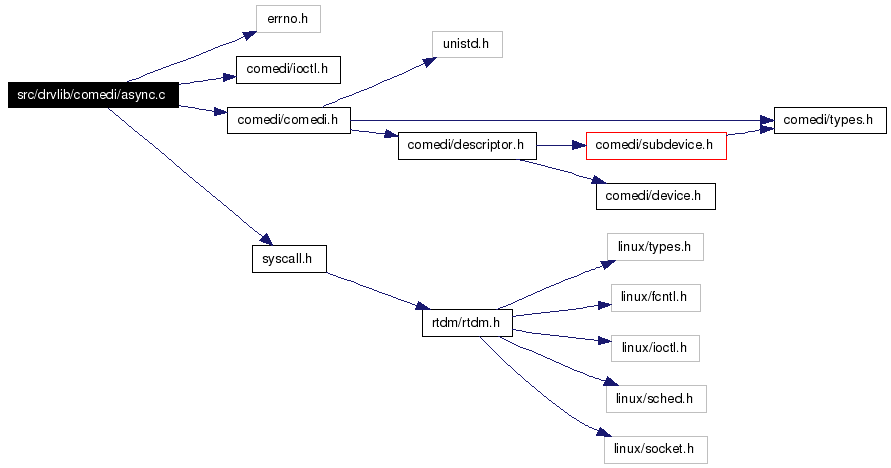 errno.h
unistd.h
comedi/ioctl.h
src/drvlib/comedi/async.c
comedi/comedi.h
comedi/types.h
comedi/descriptor.h
comedi/subdevice.h
comedi/device.h
linux/types.h
syscall.h
linux/fcntl.h
rtdm/rtdm.h
linux/ioctl.h
linux/sched.h
linux/socket.h